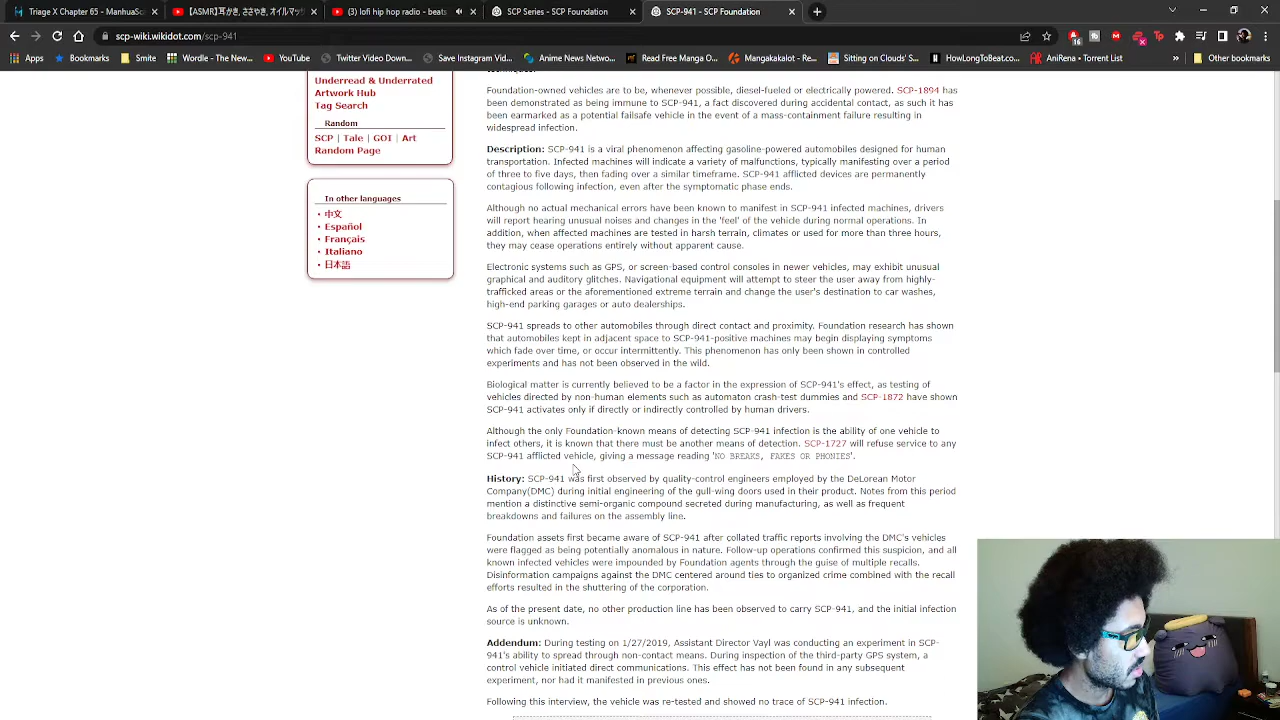 Triage X Chapter 65 - ManhuaSc
【ASMR】耳かき、ささやき、オイルマッサ
(3) lofi hip hop radio - bea
SCP Series - SCP Foundation
SCP-941 - SCP Foundation
scp-wiki.wikidot.com/scp-941
16
Apps
Bookmarks
Smite
Wordle - The New...
YouTube
Twitter Video Down...
Save Instagram Vide...
Anime News Networ...
Read Free Manga O...
Mangakakalot - Re...
Sitting on Clouds' S...
HowLongToBeat.co...
AniRena > Torrent List
»
Other bookmarks
Underread & Underrated
Artwork Hub
Tag Search
Random
SCP | Tale | GOI | Art
Random Page
In other languages
中文
Español
Français
Italiano
日本語
Foundation-owned vehicles are to be, whenever possible, diesel-fueled or electrically powered. SCP-1894 has
been demonstrated as being immune to SCP-941, a fact discovered during accidental contact, as such it has
been earmarked as a potential failsafe vehicle in the event of a mass-containment failure resulting in
widespread infection.
Description: SCP-941 is a viral phenomenon affecting gasoline-powered automobiles designed for human
transportation. Infected machines will indicate a variety of malfunctions, typically manifesting over a period
of three to five days, then fading over a similar timeframe. SCP-941 afflicted devices are permanently
contagious following infection, even after the symptomatic phase ends.
Although no actual mechanical errors have been known to manifest in SCP-941 infected machines, drivers
will report hearing unusual noises and changes in the 'feel' of the vehicle during normal operations. In
addition, when affected machines are tested in harsh terrain, climates or used for more than three hours,
they may cease operations entirely without apparent cause.
Electronic systems such as GPS, or screen-based control consoles in newer vehicles, may exhibit unusual
graphical and auditory glitches. Navigational equipment will attempt to steer the user away from highly-
trafficked areas or the aforementioned extreme terrain and change the user's destination to car washes,
high-end parking garages or auto dealerships.
SCP-941 spreads to other automobiles through direct contact and proximity. Foundation research has shown
that automobiles kept in adjacent space to SCP-941-positive machines may begin displaying symptoms
which fade over time, or occur intermittently. This phenomenon has only been shown in controlled
experiments and has not been observed in the wild.
Biological matter is currently believed to be a factor in the expression of SCP-941's effect, as testing of
vehicles directed by non-human elements such as automaton crash-test dummies and SCP-1872 have shown
SCP-941 activates only if directly or indirectly controlled by human drivers.
Although the only Foundation-known means of detecting SCP-941 infection is the ability of one vehicle to
infect others, it is known that there must be another means of detection. SCP-1727 will refuse service to any
SCP-941 afflicted vehicle, giving a message reading 'NO BREAKS, FAKES OR PHONIES'.
History: SCP-941 was first observed by quality-control engineers employed by the DeLorean Motor
Company(DMC) during initial engineering of the gull-wing doors used in their product. Notes from this period
mention a distinctive semi-organic compound secreted during manufacturing, as well as frequent
breakdowns and failures on the assembly line.
Foundation assets first became aware of SCP-941 after collated traffic reports involving the DMC's vehicles
were flagged as being potentially anomalous in nature. Follow-up operations confirmed this suspicion, and all
known infected vehicles were impounded by Foundation agents through the guise of multiple recalls.
Disinformation campaigns against the DMC centered around ties to organized crime combined with the recall
efforts resulted in the shuttering of the corporation.
As of the present date, no other production line has been observed to carry SCP-941, and the initial infection
source is unknown.
Addendum: During testing on 1/27/2019, Assistant Director Vayl was conducting an experiment in SCP-
941's ability to spread through non-contact means. During inspection of the third-party GPS system, a
control vehicle initiated direct communications. This effect has not been found in any subsequent
experiment, nor had it manifested in previous ones.
Following this interview, the vehicle was re-tested and showed no trace of SCP-941 infection.